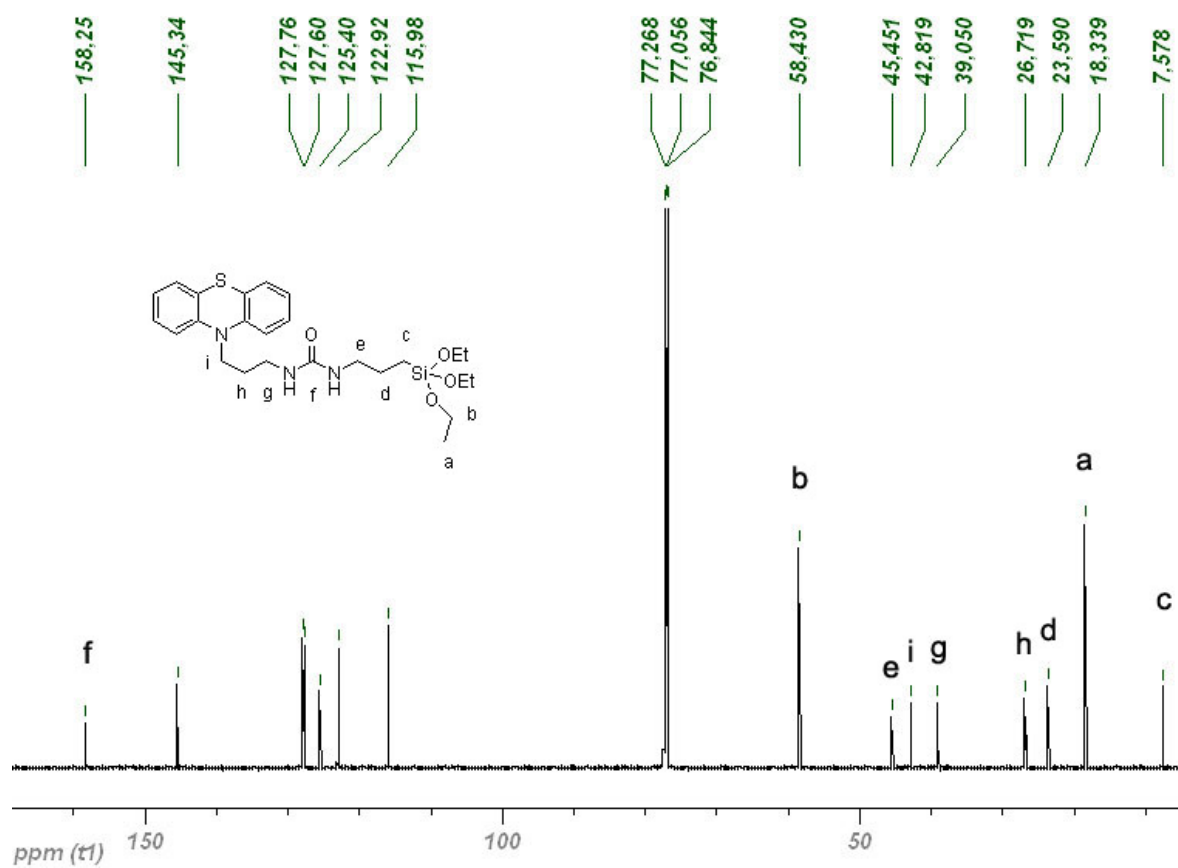 158,25 145,34 127,76 127,60 125,40 122,92 115,98 77,268 77,056 76,844 58,430 45,451 42,819 39,050 26,719 23,590 18,339 7,578
S
N O
i e c
N N Si OEt
H H OEt
h g f d O
b
a
a
b
c
f e i g h d
150 100 50
ppm (t1)